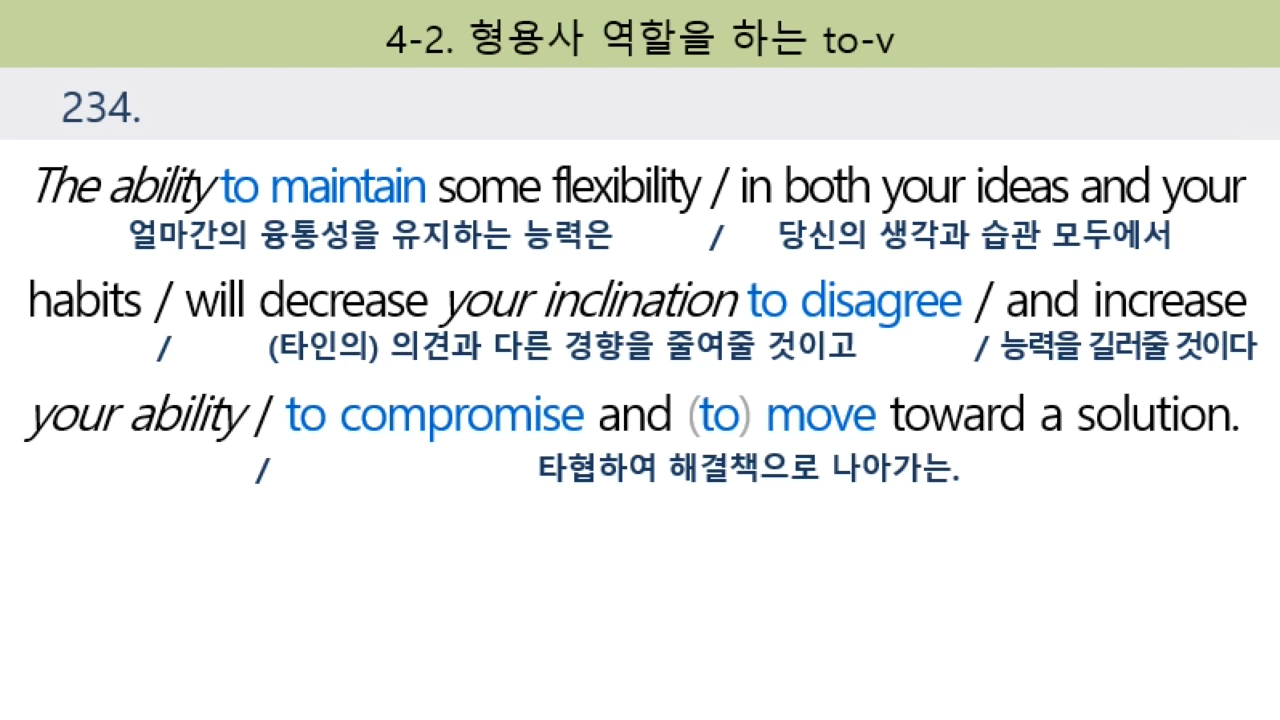 4-2. 형용사 역할을 하는 to-v
234.
The ability to maintain some flexibility / in both your ideas and your
얼마간의 융통성을 유지하는 능력은 / 당신의 생각과 습관 모두에서
habits / will decrease your inclination to disagree / and increase
/ (타인의) 의견과 다른 경향을 줄여줄 것이고 / 능력을 길러줄 것이다
your ability / to compromise and (to) move toward a solution.
/ 타협하여 해결책으로 나아가는.